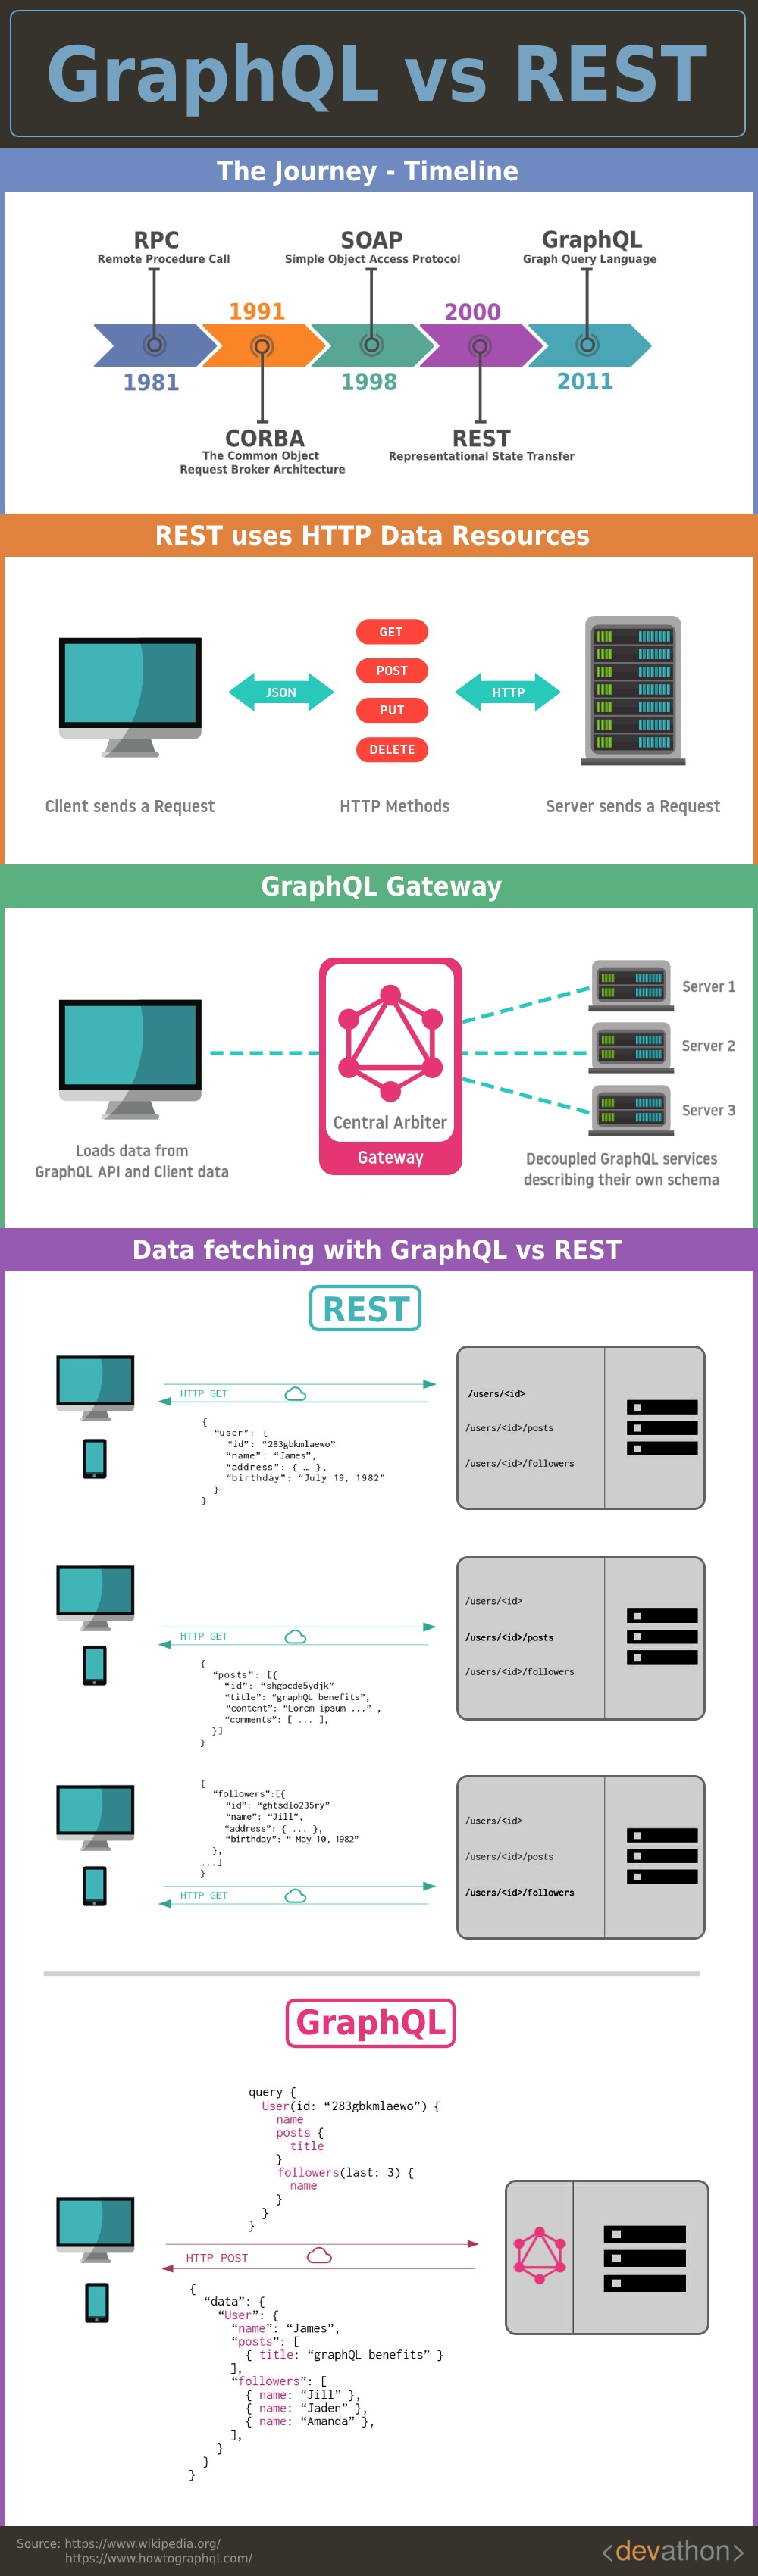 GraphQL vs REST
The Journey - Timeline
RPC
Remote Procedure Call
SOAP
Simple Object Access Protocol
GraphQL
Graph Query Language
1991
2000
1981
1998
2011
CORBA
The Common Object
Request Broker Architecture
REST
Representational State Transfer
REST uses HTTP Data Resources
GET
POST
PUT
DELETE
JSON
HTTP
Client sends a Request
HTTP Methods
Server sends a Request
GraphQL Gateway
Central Arbiter
Gateway
Server 1
Server 2
Server 3
Loads data from
GraphQL API and Client data
Decoupled GraphQL services
describing their own schema
Data fetching with GraphQL vs REST
REST
HTTP GET
{
“user”: {
“id”: “283gbkmlaewo”
“name”: “James”,
“address”: { … },
“birthday”: “July 19, 1982”
}
}
/users/<id>
/users/<id>/posts
/users/<id>/followers
HTTP GET
{
“posts”: [{
“id”: “shgbcde5ydjk”
“title”: “graphQL benefits”,
“content”: “Lorem ipsum ...” ,
“comments”: [ ... ],
}]
}
/users/<id>
/users/<id>/posts
/users/<id>/followers
{
“followers”:[{
“id”: “ghtsdlo235ry”
“name”: “Jill”,
“address”: { ... },
“birthday”: “ May 10, 1982”
},
...]
}
HTTP GET
/users/<id>
/users/<id>/posts
/users/<id>/followers
GraphQL
query {
User(id: “283gbkmlaewo”) {
name
posts {
title
}
followers(last: 3) {
name
}
}
}
HTTP POST
{
“data”: {
“User”: {
“name”: “James”,
“posts”: [
{ title: “graphQL benefits” }
],
“followers”: [
{ name: “Jill” },
{ name: “Jaden” },
{ name: “Amanda” },
],
}
}
}
Source: https://www.wikipedia.org/
https://www.howtographql.com/
<devathon>